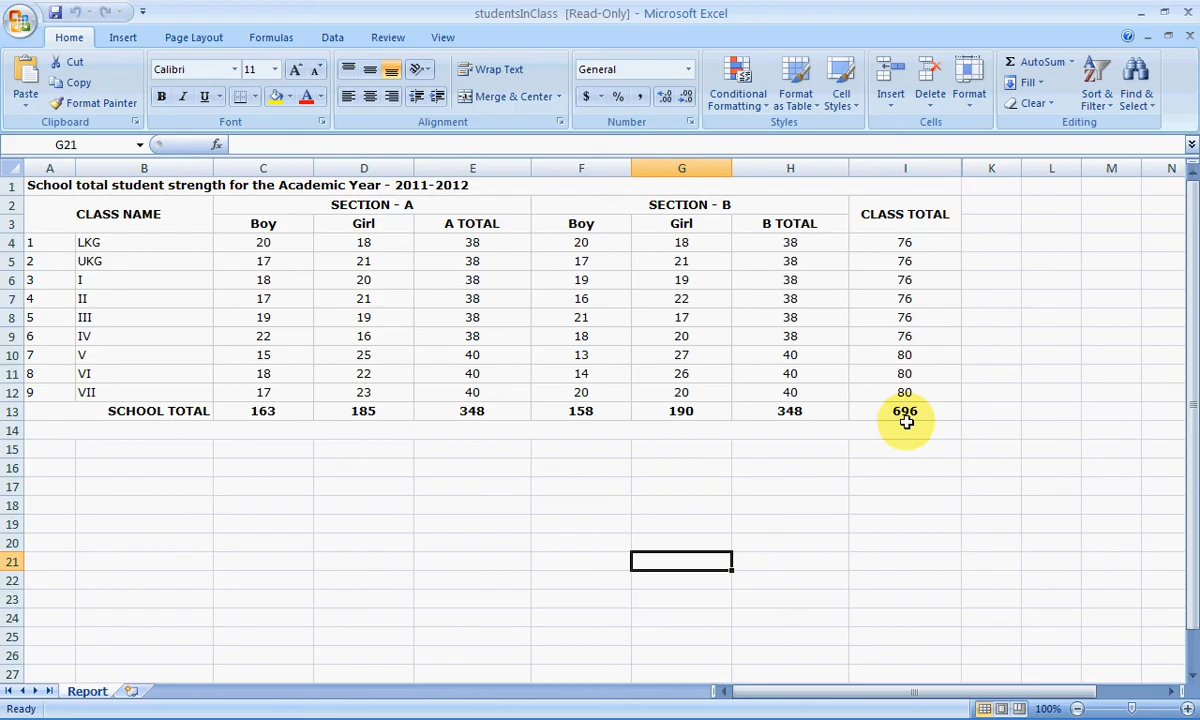 studentsInClass [Read-Only] - Microsoft Excel
Home Insert Page Layout Formulas Data Review View
Paste Cut Copy Format Painter Clipboard
Calibri 11 A A B I U A Font
Wrap Text Merge & Center Alignment
General $ % , .0 .00 .00 .0 Number
Conditional Formatting Format as Table Cell Styles Styles
Insert Delete Format Cells
Σ AutoSum Fill Clear Sort & Filter Find & Select Editing
G21 fx
A B C D E F G H I K L M N
1 School total student strength for the Academic Year - 2011-2012
2 CLASS NAME SECTION - A SECTION - B CLASS TOTAL
3 Boy Girl A TOTAL Boy Girl B TOTAL
4 1 LKG 20 18 38 20 18 38 76
5 2 UKG 17 21 38 17 21 38 76
6 3 I 18 20 38 19 19 38 76
7 4 II 17 21 38 16 22 38 76
8 5 III 19 19 38 21 17 38 76
9 6 IV 22 16 38 18 20 38 76
10 7 V 15 25 40 13 27 40 80
11 8 VI 18 22 40 14 26 40 80
12 9 VII 17 23 40 20 20 40 80
13 SCHOOL TOTAL 163 185 348 158 190 348 696
14
15
16
17
18
19
20
21
22
23
24
25
26
27
Report
Ready 100%